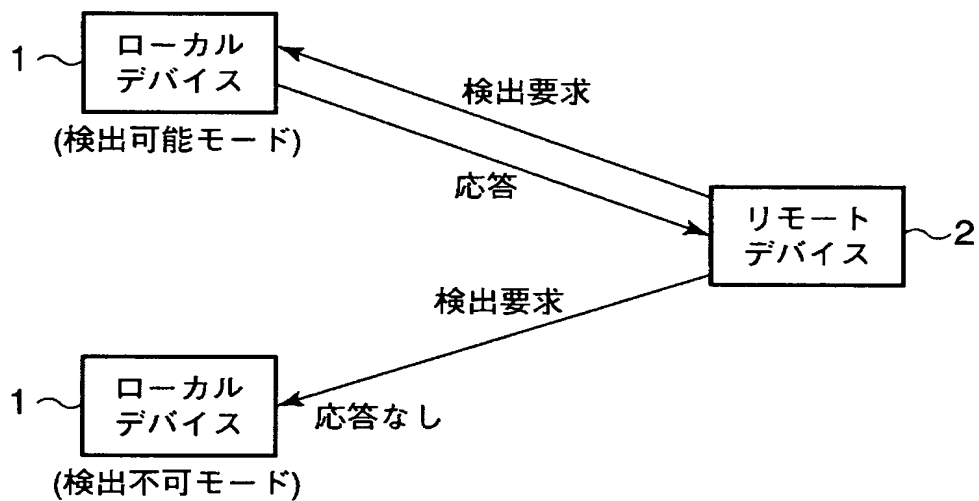 1
ローカル
デバイス
(検出可能モード)
検出要求
応答
リモート
デバイス
2
検出要求
1
ローカル
デバイス
応答なし
(検出不可モード)